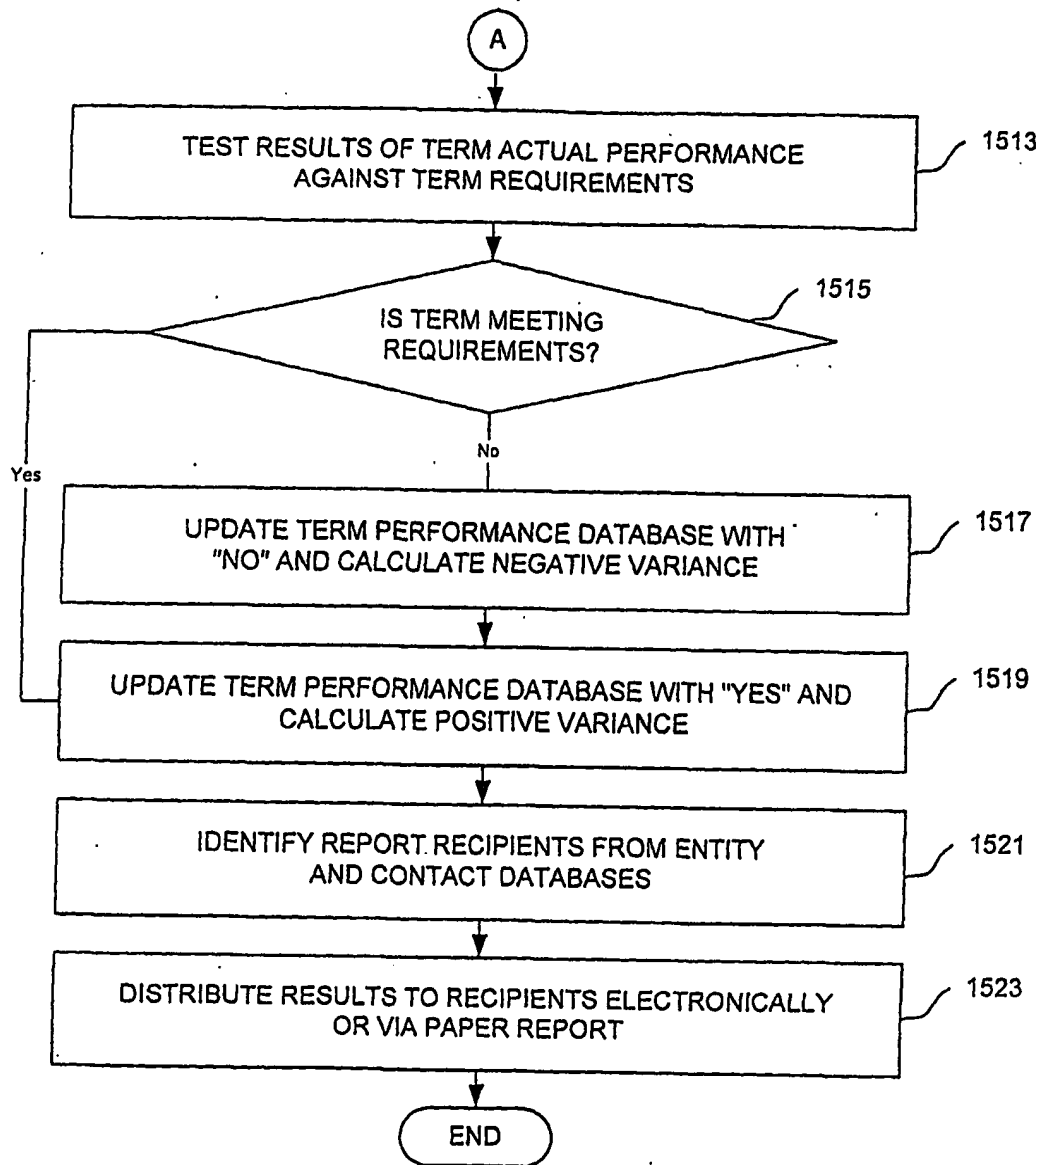 A
TEST RESULTS OF TERM ACTUAL PERFORMANCE
AGAINST TERM REQUIREMENTS
1513
IS TERM MEETING
REQUIREMENTS?
1515
No
Yes
UPDATE TERM PERFORMANCE DATABASE WITH
"NO" AND CALCULATE NEGATIVE VARIANCE
1517
UPDATE TERM PERFORMANCE DATABASE WITH "YES" AND
CALCULATE POSITIVE VARIANCE
1519
IDENTIFY REPORT RECIPIENTS FROM ENTITY
AND CONTACT DATABASES
1521
DISTRIBUTE RESULTS TO RECIPIENTS ELECTRONICALLY
OR VIA PAPER REPORT
1523
END